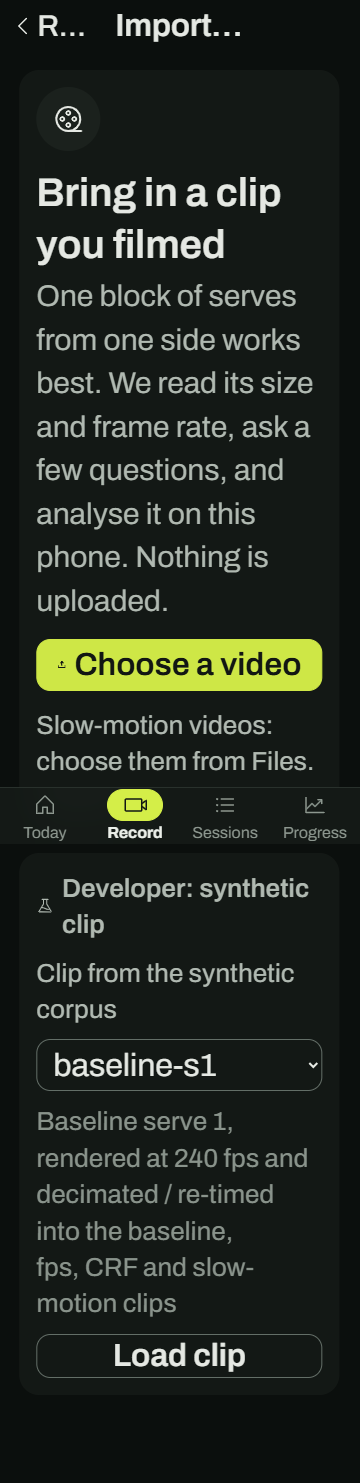 R... Import...
Bring in a clip
you filmed
One block of serves
from one side works
best. We read its size
and frame rate, ask a
few questions, and
analyse it on this
phone. Nothing is
uploaded.
Choose a video
Slow-motion videos:
choose them from Files.
Today Record Sessions Progress
Developer: synthetic
clip
Clip from the synthetic
corpus
baseline-s1
Baseline serve 1,
rendered at 240 fps and
decimated / re-timed
into the baseline,
fps, CRF and slow-
motion clips
Load clip